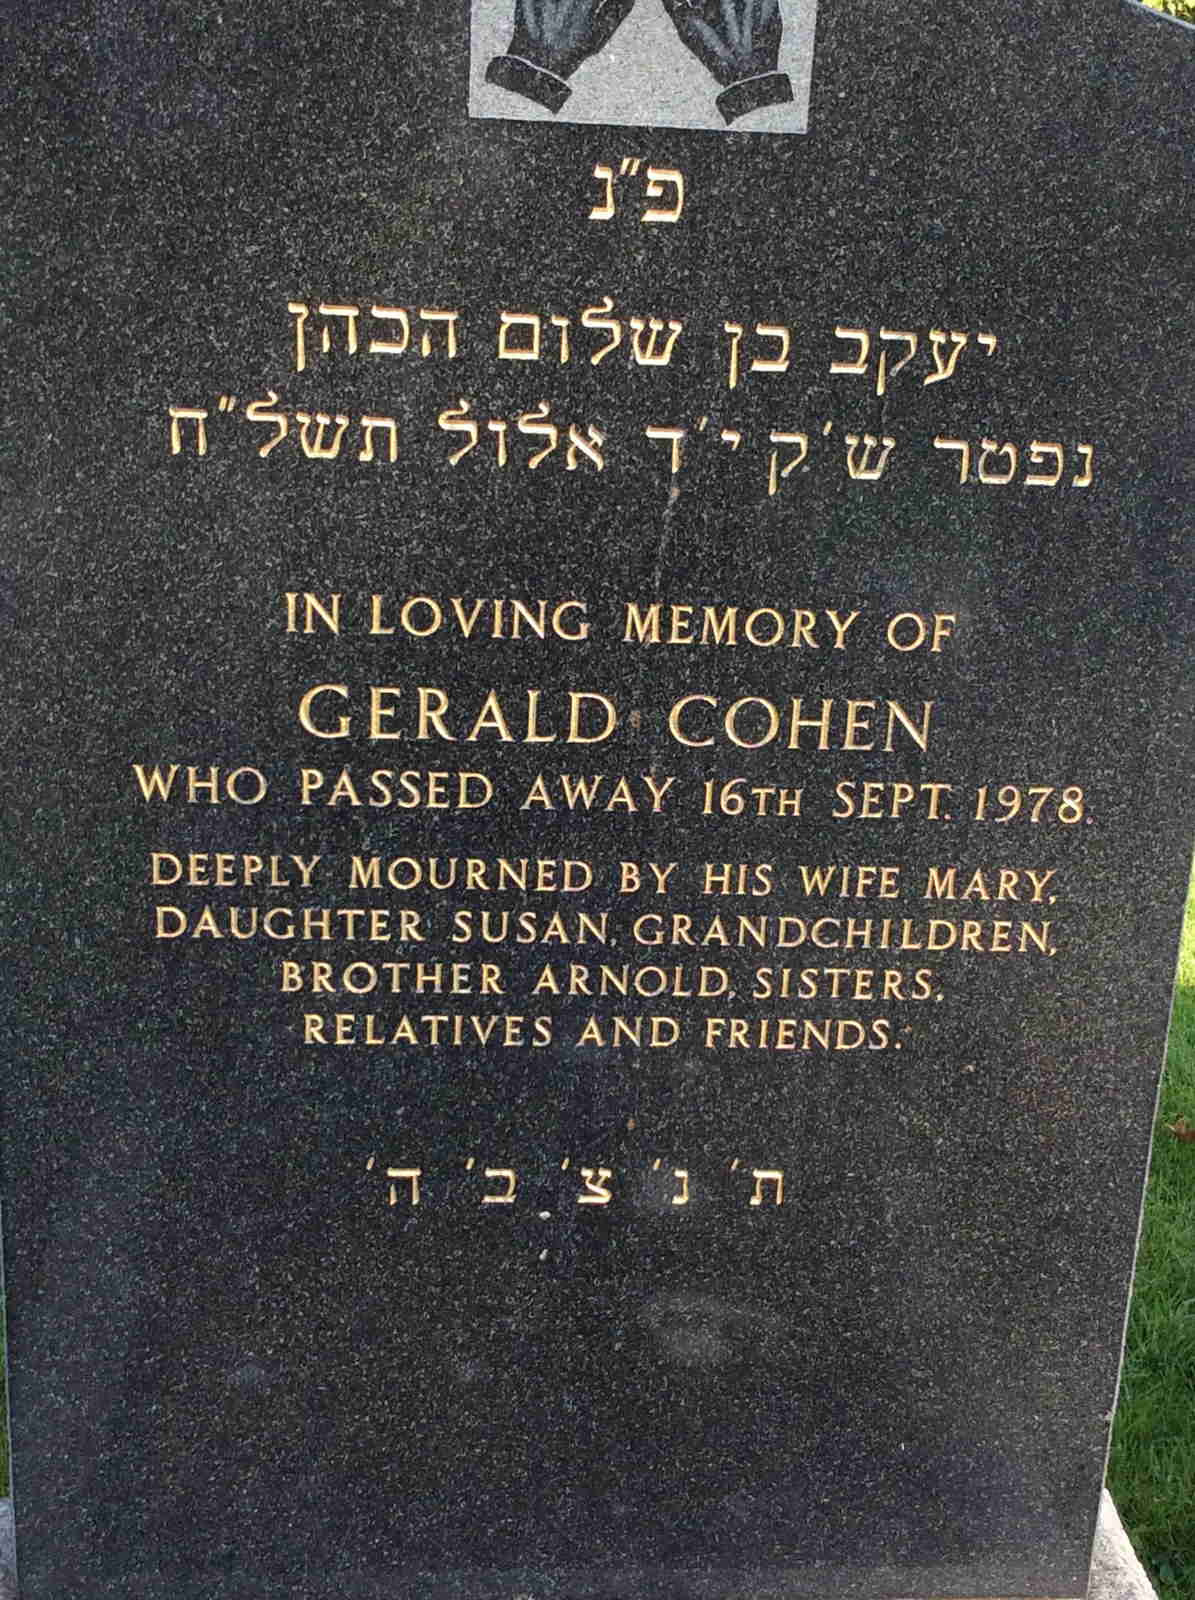 פ"נ
יעקב בן שלום הכהן
נפטר ש'ק י'ד אלול תשל"ח
IN LOVING MEMORY OF
GERALD COHEN
WHO PASSED AWAY 16TH SEPT. 1978.
DEEPLY MOURNED BY HIS WIFE MARY,
DAUGHTER SUSAN, GRANDCHILDREN,
BROTHER ARNOLD, SISTERS,
RELATIVES AND FRIENDS.
ת' נ' צ' ב' ה'